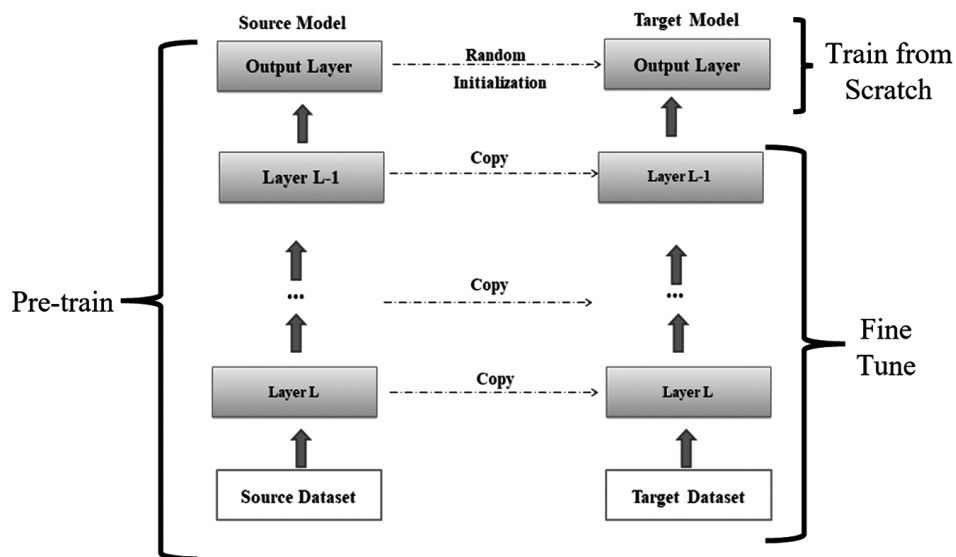 Source Model
Target Model
Output Layer
Random
Initialization
Output Layer
Train from
Scratch
Layer L-1
Copy
Layer L-1
Pre-train
...
Copy
...
Fine
Tune
Layer L
Copy
Layer L
Source Dataset
Target Dataset